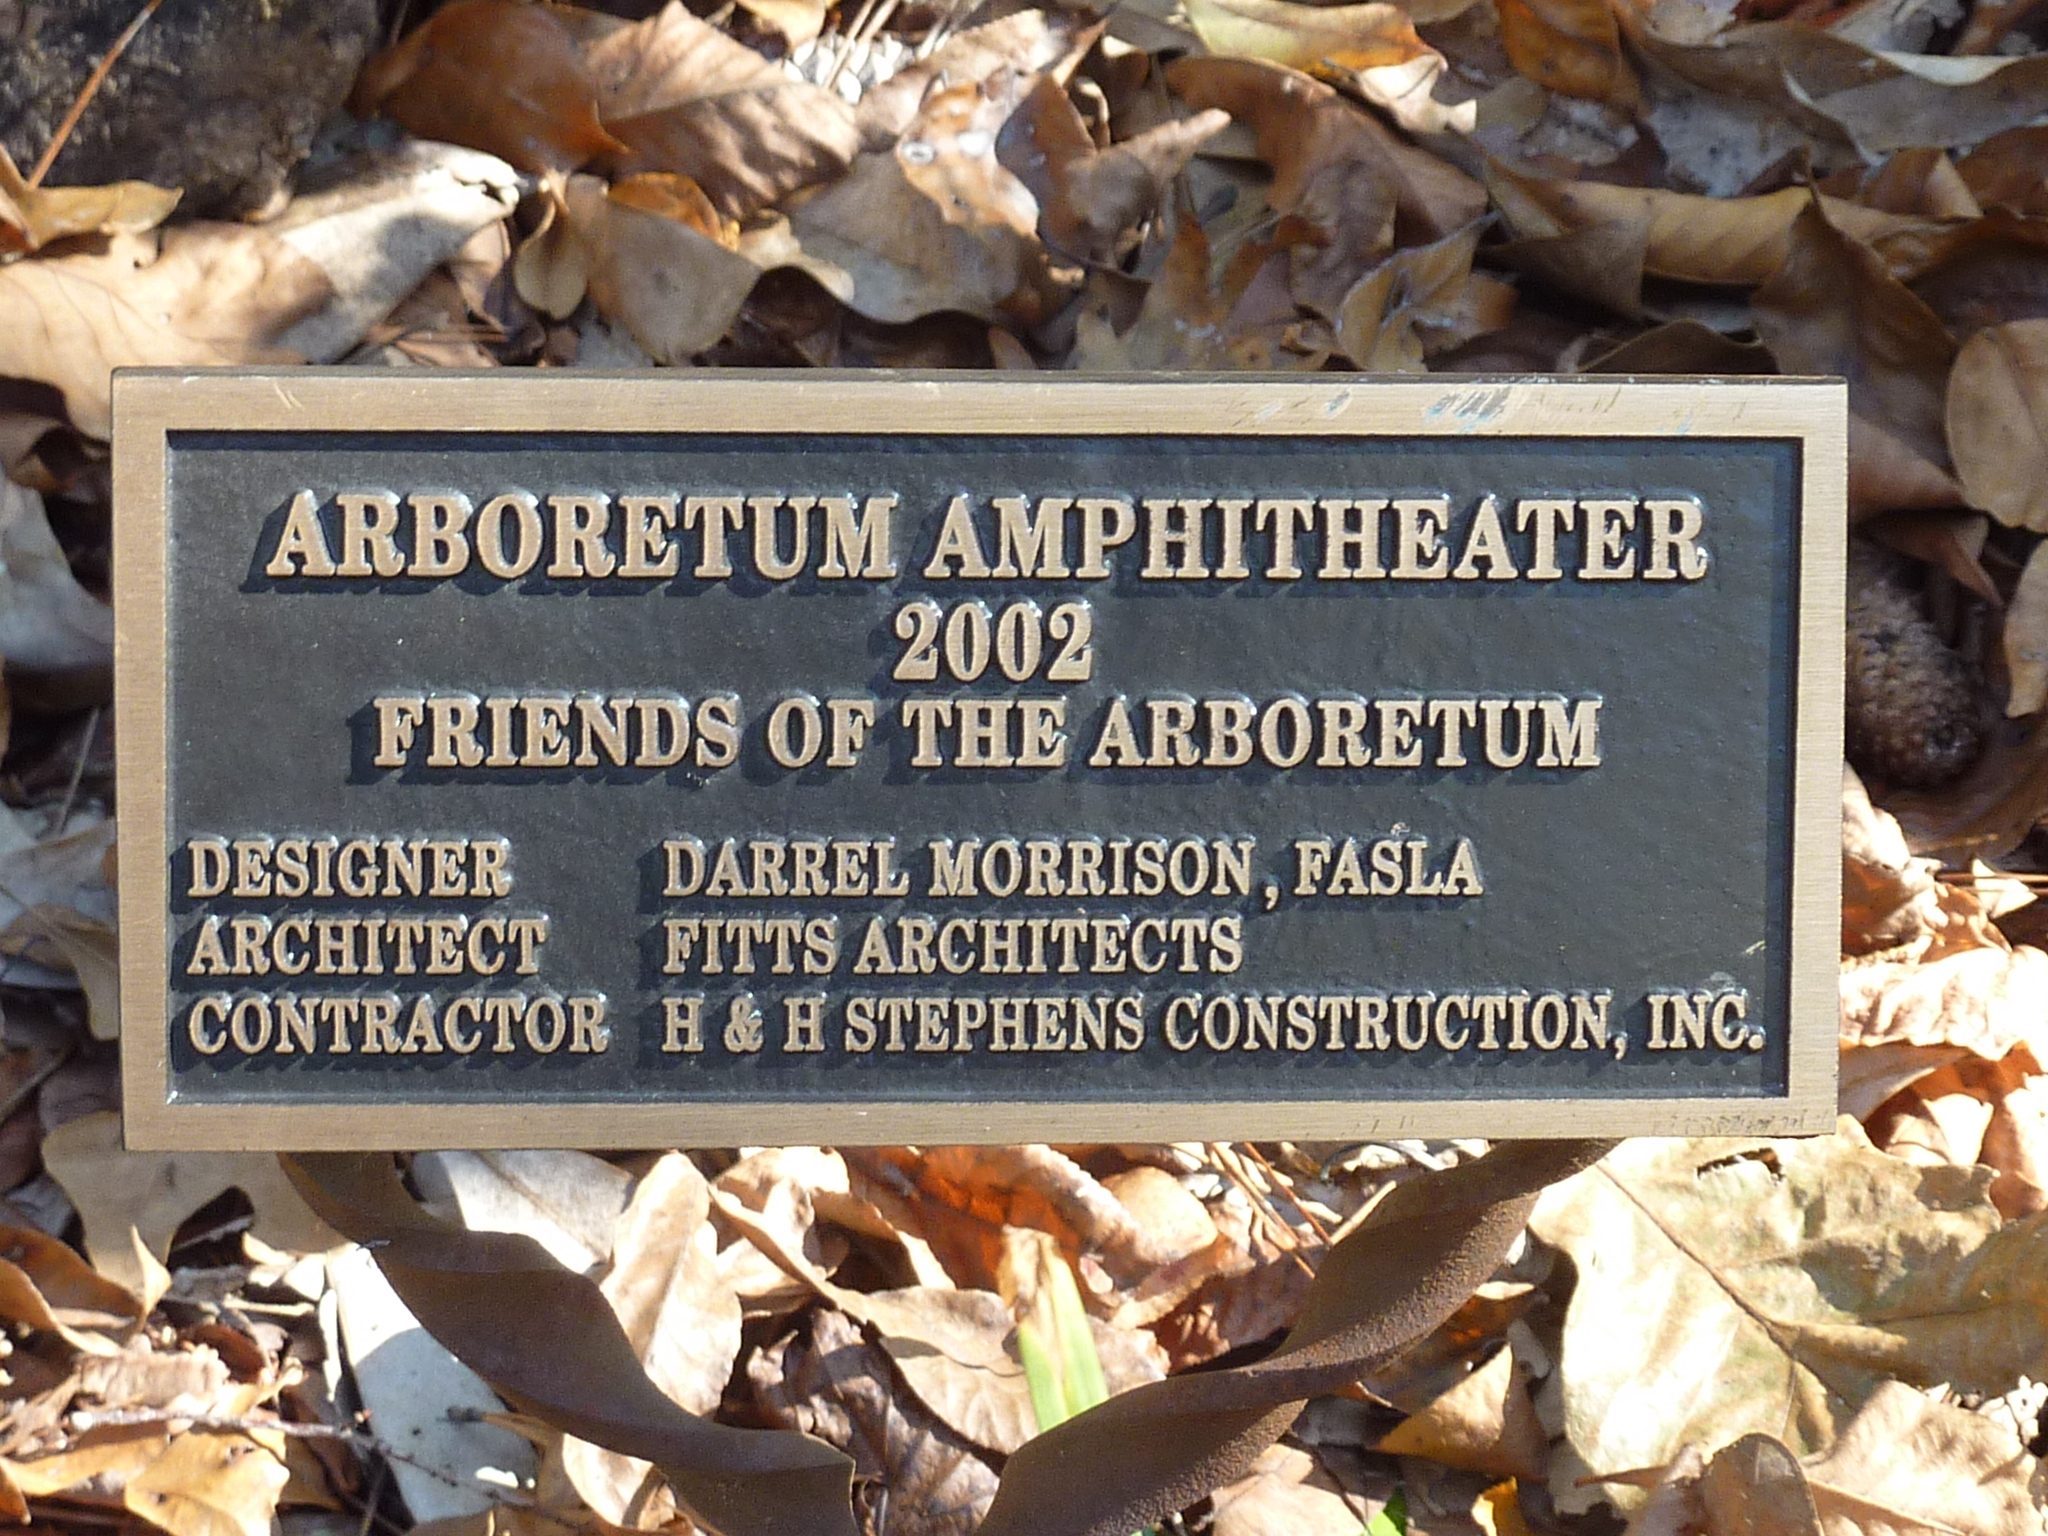 ARBORETUM AMPHITHEATER
2002
FRIENDS OF THE ARBORETUM
DESIGNER DARREL MORRISON, FASLA
ARCHITECT FITTS ARCHITECTS
CONTRACTOR H & H STEPHENS CONSTRUCTION, INC.